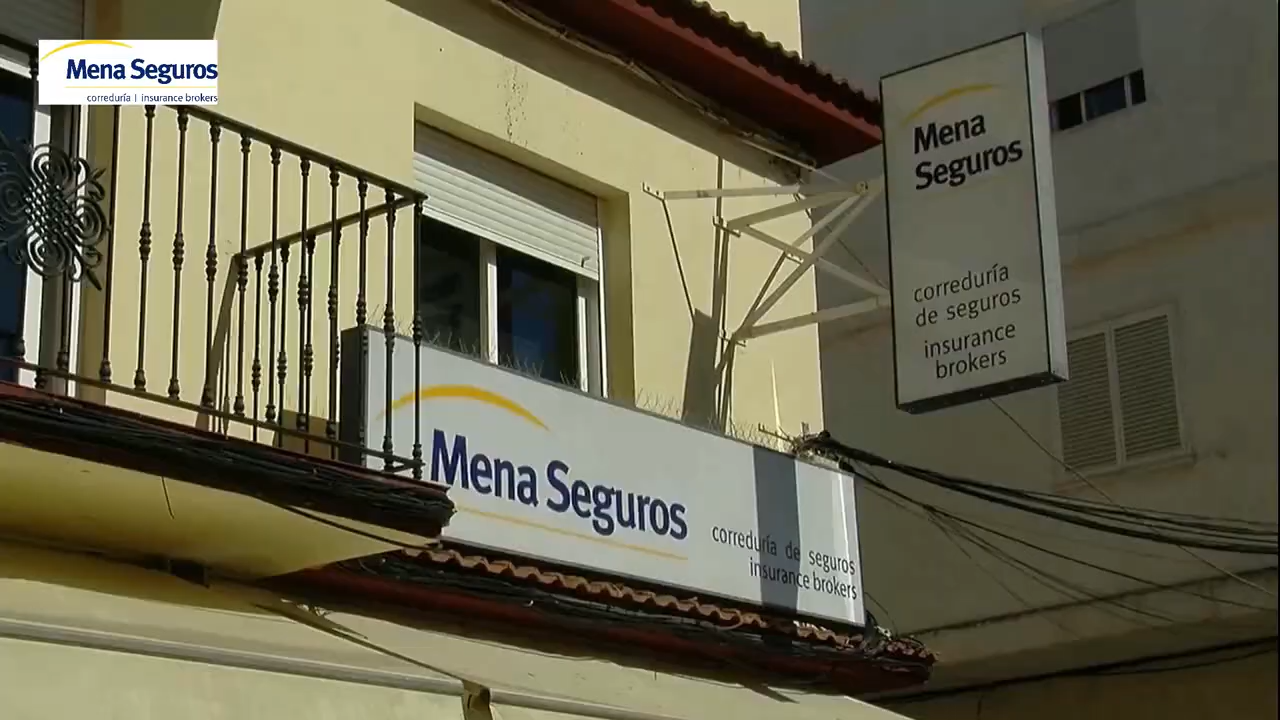 Mena Seguros
correduría | insurance brokers
Mena
Seguros
correduría
de seguros
insurance
brokers
Mena Seguros
correduría de seguros
insurance brokers